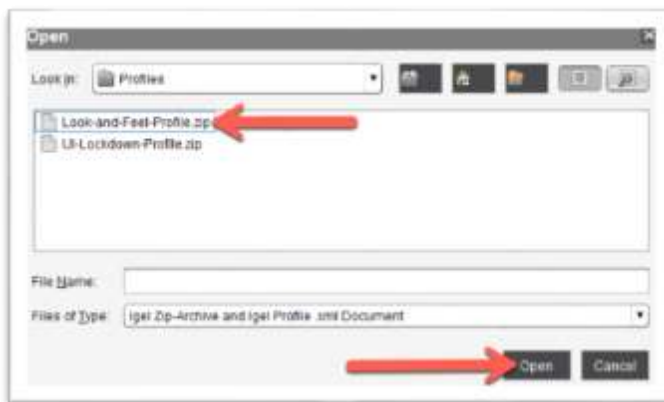 Open
Look in: Profiles
Look-and-Feel-Profile.zip
UI-Lockdown-Profile.zip
File Name:
Files of Type: Igel Zip-Archive and Igel Profile .xml Document
Open Cancel